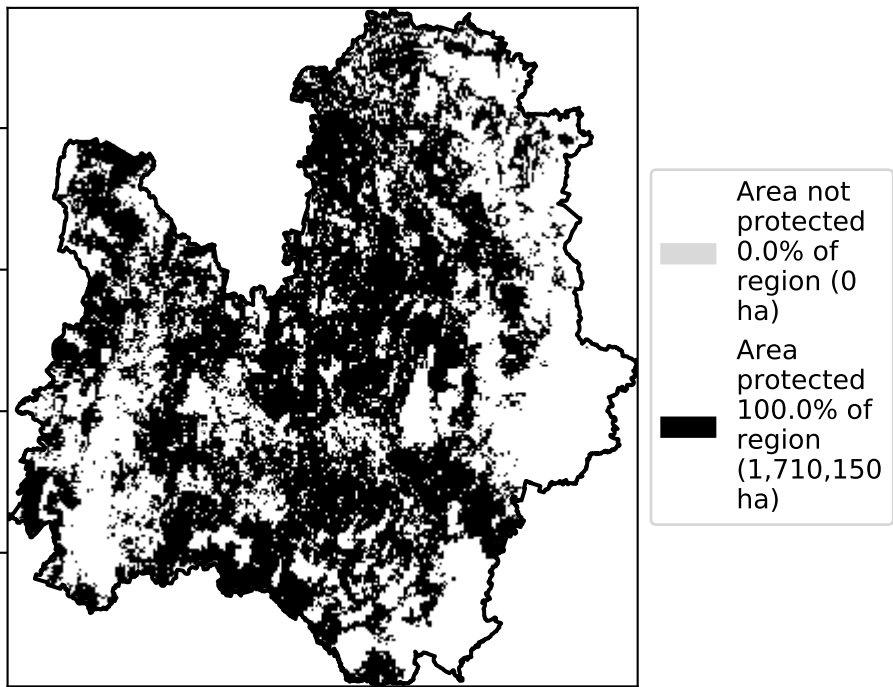 Area not
protected
0.0% of
region (0
ha)
Area
protected
100.0% of
region
(1,710,150
ha)